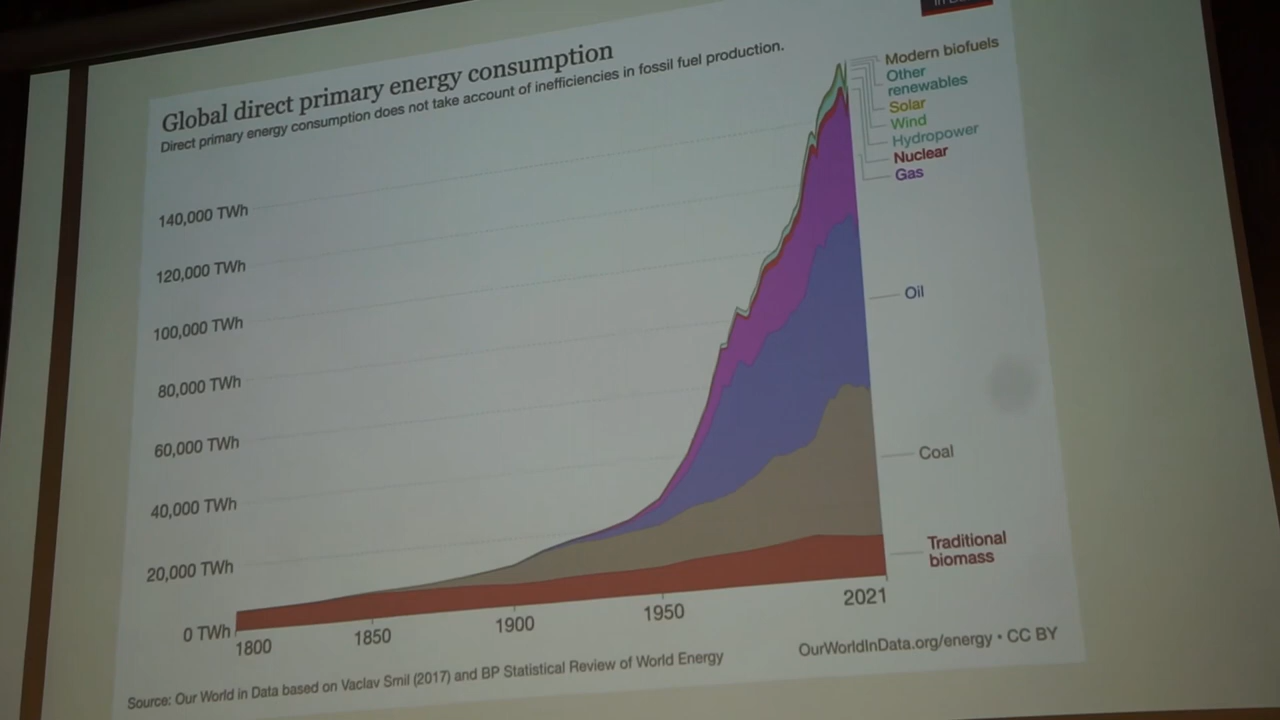 Global direct primary energy consumption
Direct primary energy consumption does not take account of inefficiencies in fossil fuel production.
Modern biofuels
Other
renewables
Solar
Wind
Hydropower
Nuclear
Gas
Oil
Coal
Traditional
biomass
140,000 TWh
120,000 TWh
100,000 TWh
80,000 TWh
60,000 TWh
40,000 TWh
20,000 TWh
0 TWh
1800
1850
1900
1950
2021
Source: Our World in Data based on Vaclav Smil (2017) and BP Statistical Review of World Energy
OurWorldInData.org/energy • CC BY